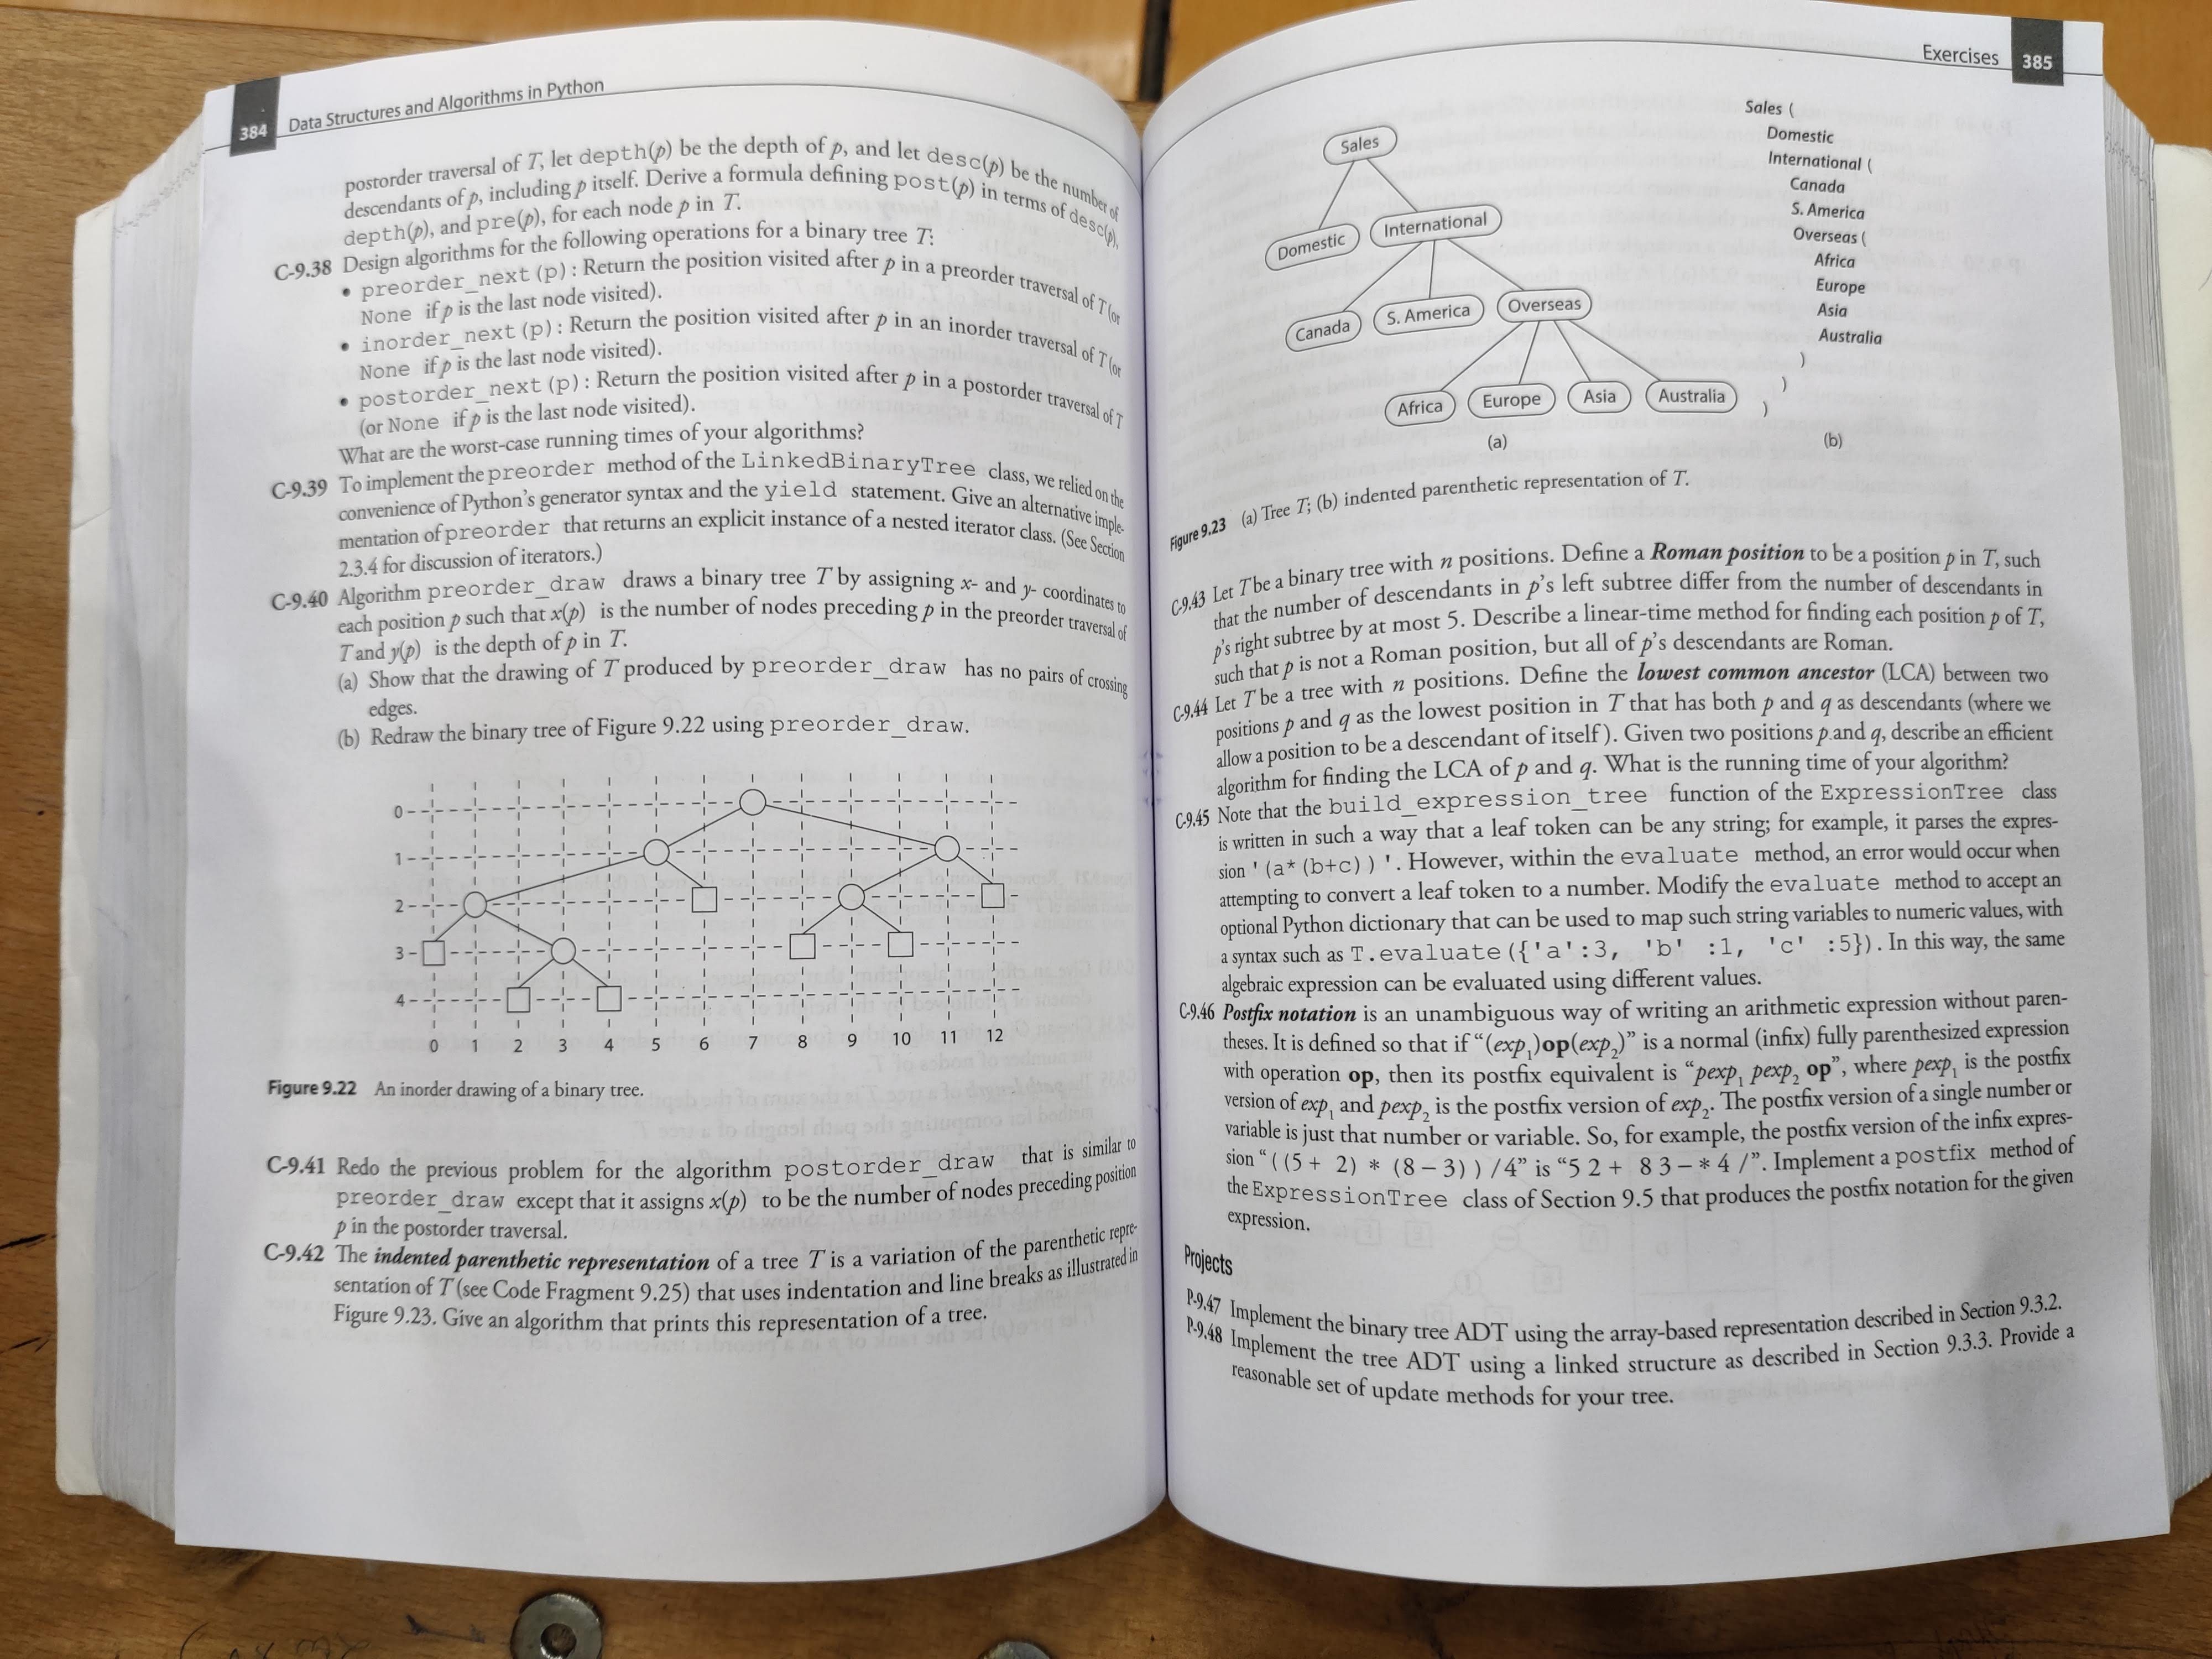 384 Data Structures and Algorithms in Python
postorder traversal of T, let depth(p) be the depth of p, and let desc(p) be the number of
descendants of p, including p itself. Derive a formula defining post(p) in terms of desc(p),
depth(p), and pre(p), for each node p in T.
C-9.38 Design algorithms for the following operations for a binary tree T:
• preorder_next (p) : Return the position visited after p in a preorder traversal of T (or
None if p is the last node visited).
• inorder_next (p) : Return the position visited after p in an inorder traversal of T (or
None if p is the last node visited).
• postorder_next (p) : Return the position visited after p in a postorder traversal of T
(or None if p is the last node visited).
What are the worst-case running times of your algorithms?
C-9.39 To implement the preorder method of the LinkedBinaryTree class, we relied on the
convenience of Python's generator syntax and the yield statement. Give an alternative imple-
mentation of preorder that returns an explicit instance of a nested iterator class. (See Section
2.3.4 for discussion of iterators.)
C-9.40 Algorithm preorder_draw draws a binary tree T by assigning x- and y- coordinates to
each position p such that x(p) is the number of nodes preceding p in the preorder traversal of
T and y(p) is the depth of p in T.
(a) Show that the drawing of T produced by preorder_draw has no pairs of crossing
edges.
(b) Redraw the binary tree of Figure 9.22 using preorder_draw.
0
1
2
3
4
0 1 2 3 4 5 6 7 8 9 10 11 12
Figure 9.22 An inorder drawing of a binary tree.
C-9.41 Redo the previous problem for the algorithm postorder_draw that is similar to
preorder_draw except that it assigns x(p) to be the number of nodes preceding position
p in the postorder traversal.
C-9.42 The indented parenthetic representation of a tree T is a variation of the parenthetic repre-
sentation of T (see Code Fragment 9.25) that uses indentation and line breaks as illustrated in
Figure 9.23. Give an algorithm that prints this representation of a tree.
Exercises 385
Sales
Domestic International
Canada S. America Overseas
Africa Europe Asia Australia
(a)
Sales (
Domestic
International (
Canada
S. America
Overseas (
Africa
Europe
Asia
Australia
)
)
)
(b)
Figure 9.23 (a) Tree T; (b) indented parenthetic representation of T.
C-9.43 Let T be a binary tree with n positions. Define a Roman position to be a position p in T, such
that the number of descendants in p's left subtree differ from the number of descendants in
p's right subtree by at most 5. Describe a linear-time method for finding each position p of T,
such that p is not a Roman position, but all of p's descendants are Roman.
C-9.44 Let T be a tree with n positions. Define the lowest common ancestor (LCA) between two
positions p and q as the lowest position in T that has both p and q as descendants (where we
allow a position to be a descendant of itself). Given two positions p and q, describe an efficient
algorithm for finding the LCA of p and q. What is the running time of your algorithm?
C-9.45 Note that the build_expression_tree function of the ExpressionTree class
is written in such a way that a leaf token can be any string; for example, it parses the expres-
sion ' (a* (b+c) ) '. However, within the evaluate method, an error would occur when
attempting to convert a leaf token to a number. Modify the evaluate method to accept an
optional Python dictionary that can be used to map such string variables to numeric values, with
a syntax such as T.evaluate ({'a':3, 'b' :1, 'c' :5}). In this way, the same
algebraic expression can be evaluated using different values.
C-9.46 Postfix notation is an unambiguous way of writing an arithmetic expression without paren-
theses. It is defined so that if “(exp1)op(exp2)” is a normal (infix) fully parenthesized expression
with operation op, then its postfix equivalent is “pexp1 pexp2 op”, where pexp1 is the postfix
version of exp1 and pexp2 is the postfix version of exp2. The postfix version of a single number or
variable is just that number or variable. So, for example, the postfix version of the infix expres-
sion “ ( (5 + 2) * (8 – 3) ) /4” is “5 2 + 8 3 – * 4 /”. Implement a postfix method of
the ExpressionTree class of Section 9.5 that produces the postfix notation for the given
expression.
Projects
P-9.47 Implement the binary tree ADT using the array-based representation described in Section 9.3.2.
P-9.48 Implement the tree ADT using a linked structure as described in Section 9.3.3. Provide a
reasonable set of update methods for your tree.